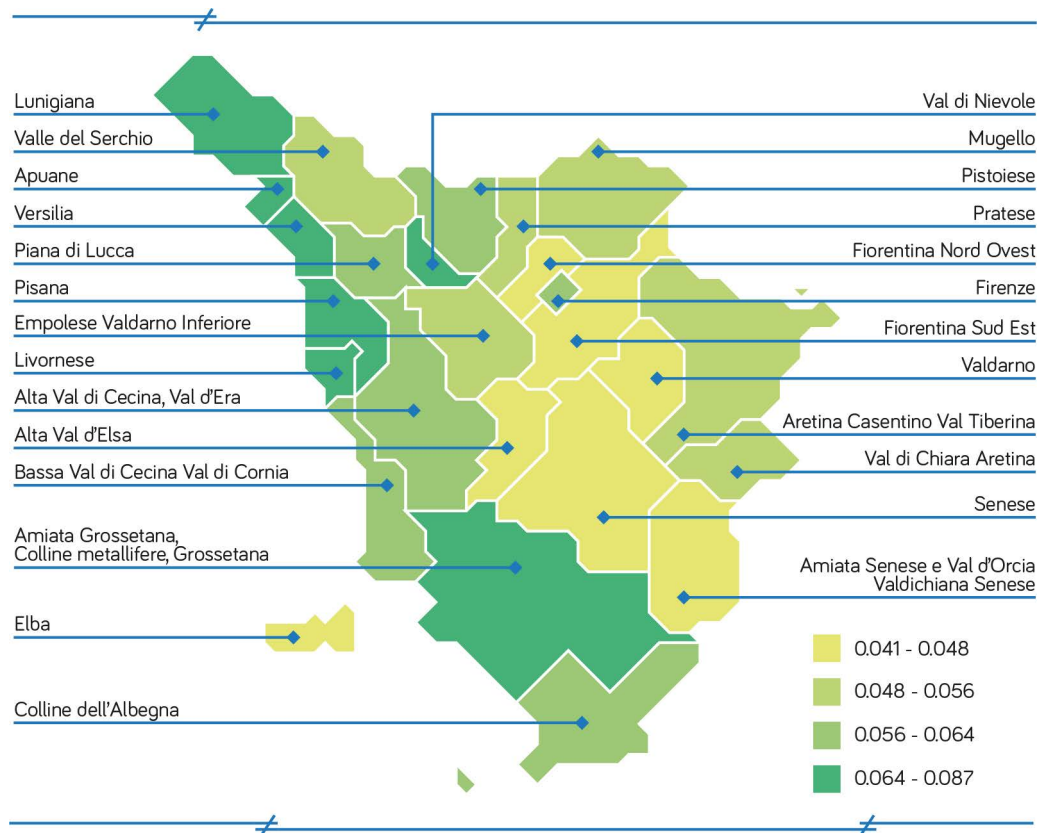 Lunigiana
Valle del Serchio
Apuane
Versilia
Piana di Lucca
Pisana
Empolese Valdarno Inferiore
Livornese
Alta Val di Cecina, Val d'Era
Alta Val d'Elsa
Bassa Val di Cecina Val di Cornia
Amiata Grossetana,
Colline metallifere, Grossetana
Elba
Colline dell'Albegna
Val di Nievole
Mugello
Pistoiese
Pratese
Fiorentina Nord Ovest
Firenze
Fiorentina Sud Est
Valdarno
Aretina Casentino Val Tiberina
Val di Chiara Aretina
Senese
Amiata Senese e Val d'Orcia
Valdichiana Senese
0.041 - 0.048
0.048 - 0.056
0.056 - 0.064
0.064 - 0.087